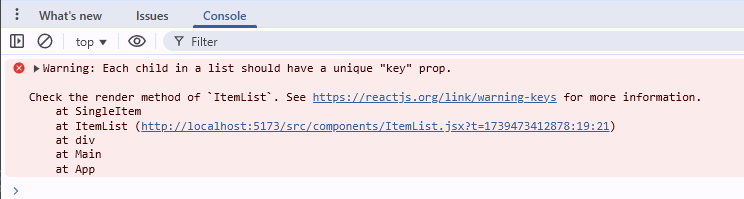 What's new Issues Console
top Filter
Warning: Each child in a list should have a unique "key" prop.
Check the render method of `ItemList`. See https://reactjs.org/link/warning-keys for more information.
at SingleItem
at ItemList (http://localhost:5173/src/components/ItemList.jsx?t=1739473412878:19:21)
at div
at Main
at App